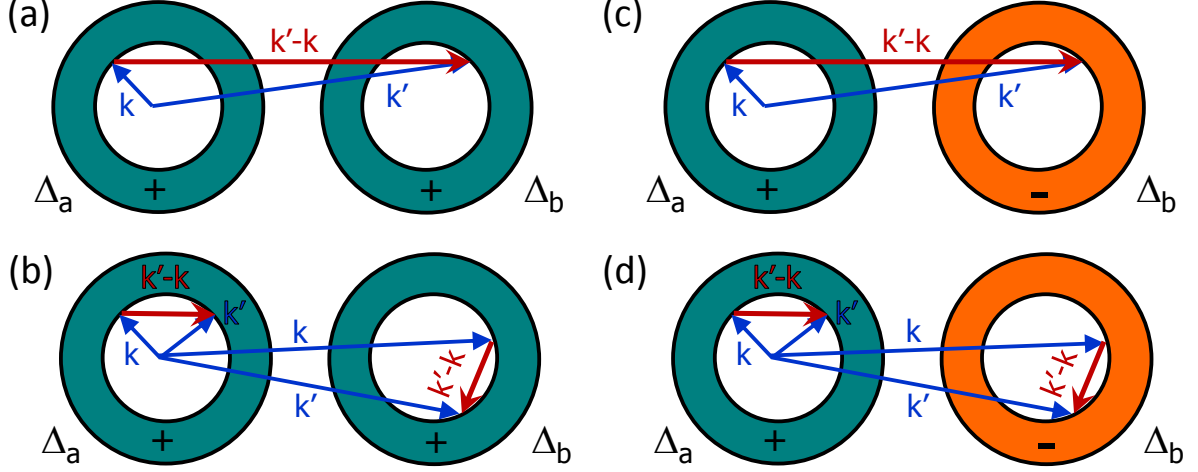 (a)
k′-k
k
k′
Δa
+
+
Δb
(c)
k′-k
k
k′
Δa
+
-
Δb
(b)
k′-k
k′
k
k
k′-k
k′
Δa
+
+
Δb
(d)
k′-k
k′
k
k
k′-k
k′
Δa
+
-
Δb